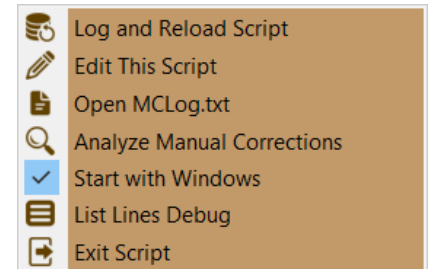 Log and Reload Script
Edit This Script
Open MCLog.txt
Analyze Manual Corrections
Start with Windows
List Lines Debug
Exit Script